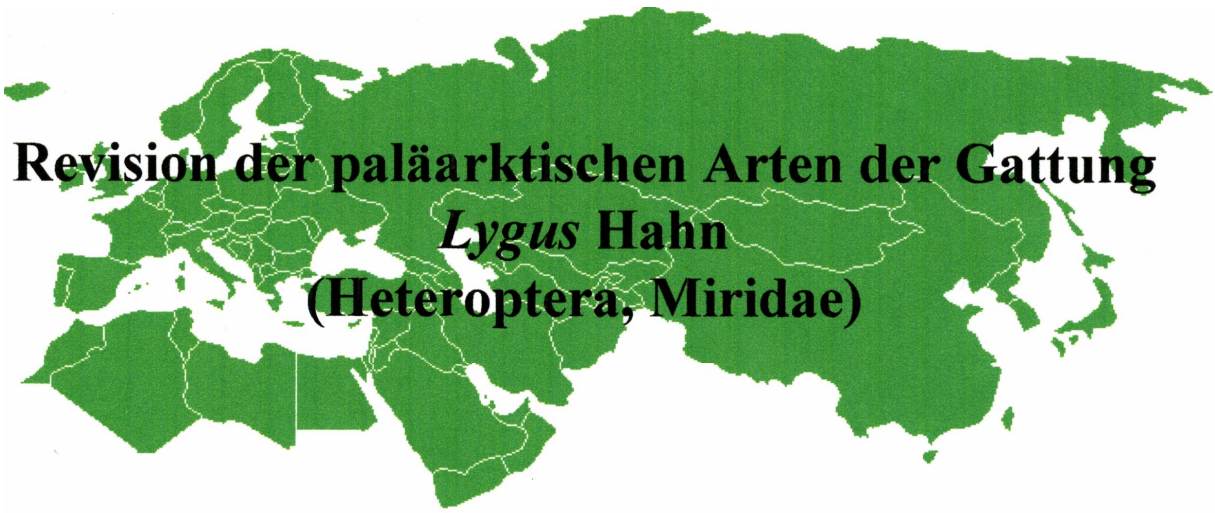 Revision der paläarktischen Arten der Gattung
Lygus Hahn
(Heteroptera, Miridae)